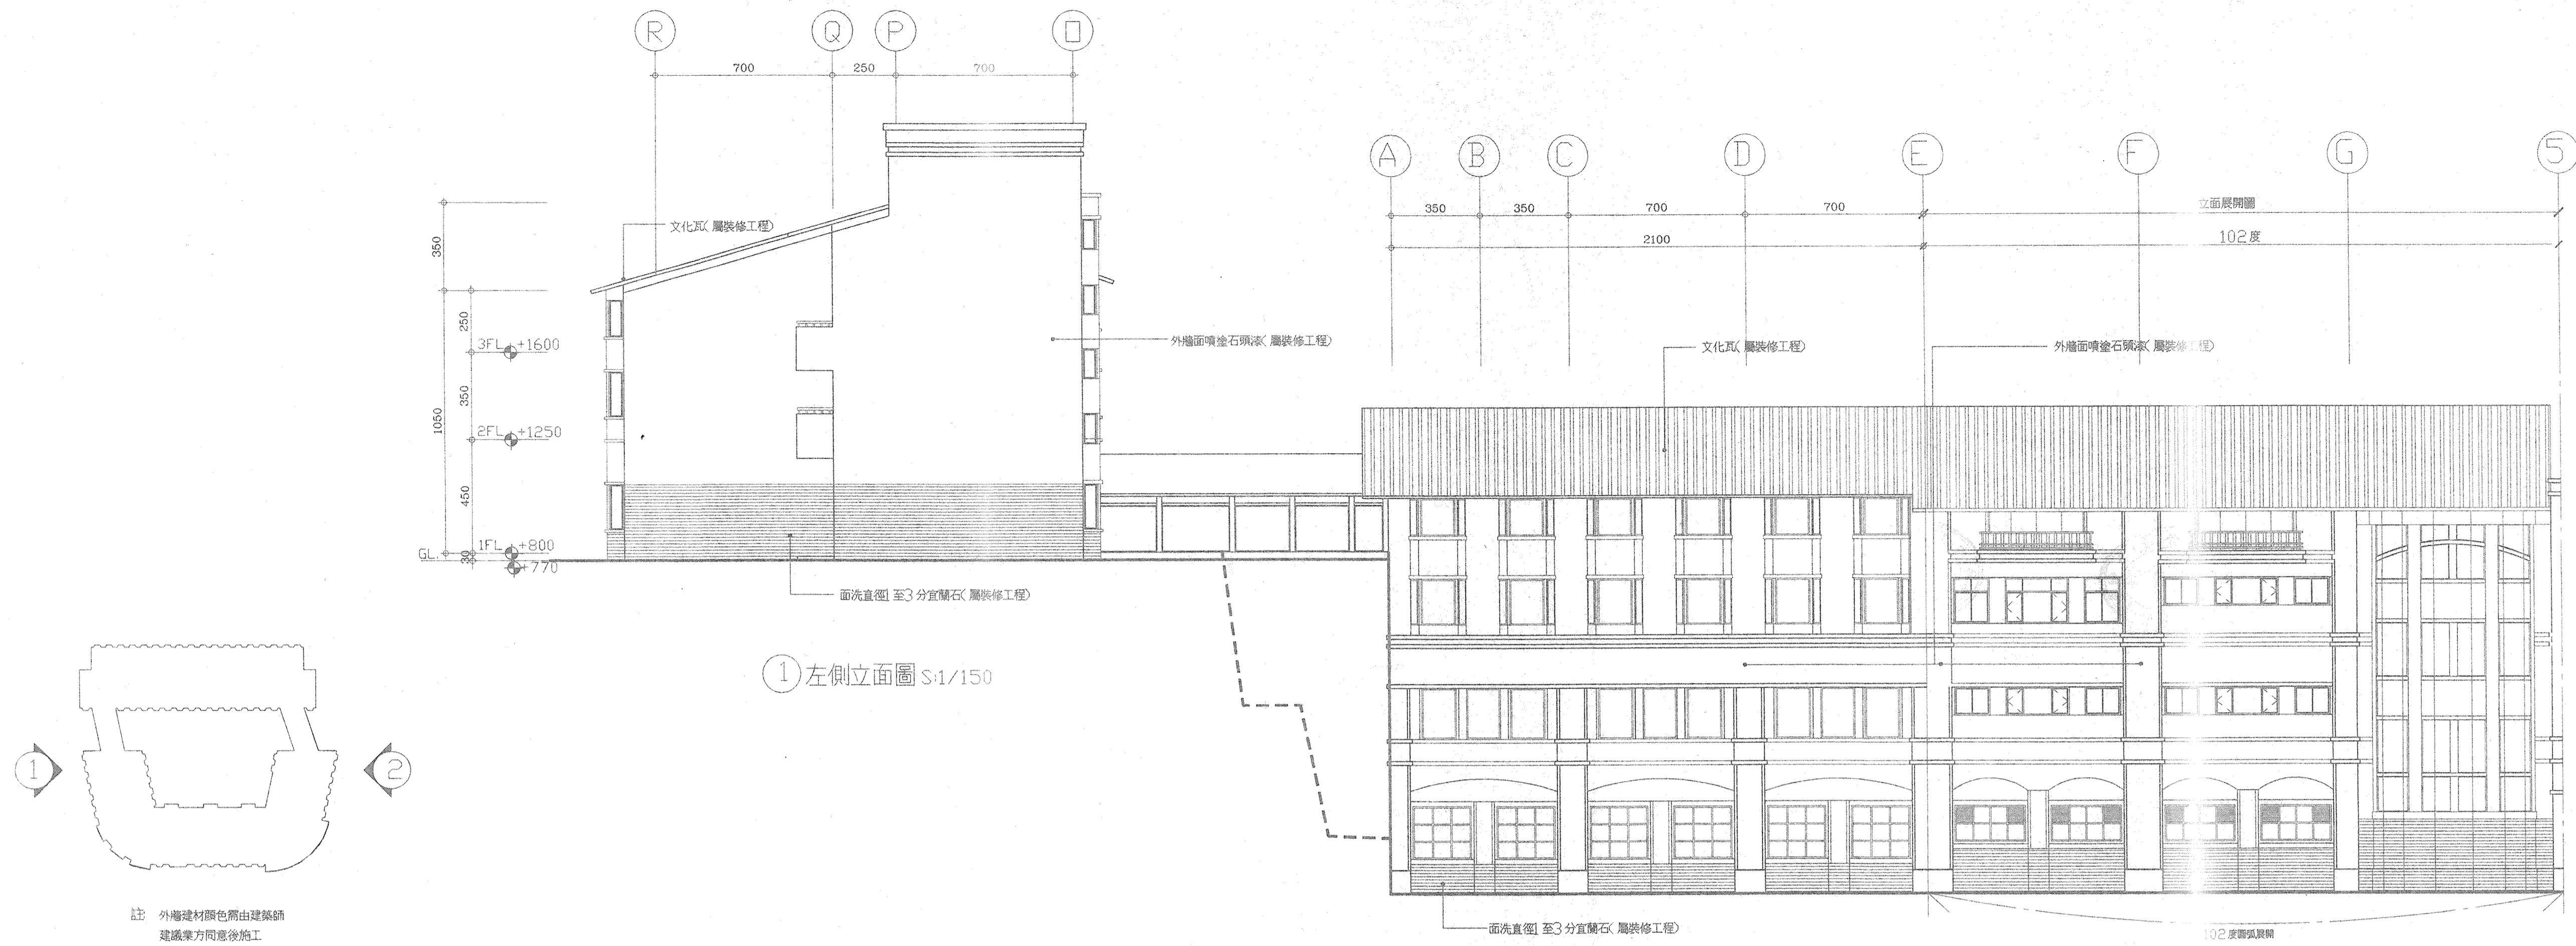 R Q P O
700 250 700
A B C D E F G 5
350 350 700 700 立面展開圖
2100 102度
文化瓦(屬裝修工程)
外牆面噴塗石頭漆(屬裝修工程)
文化瓦(屬裝修工程)
外牆面噴塗石頭漆(屬裝修工程)
350
250
3FL +1600
350
1050
2FL +1250
450
1FL +800
GL.
30
+770
面洗直徑1至3分宜蘭石(屬裝修工程)
1 左側立面圖 S:1/150
1 2
註 外牆建材顏色需由建築師
建議業方同意後施工
面洗直徑1至3分宜蘭石(屬裝修工程)
102度圓弧展開